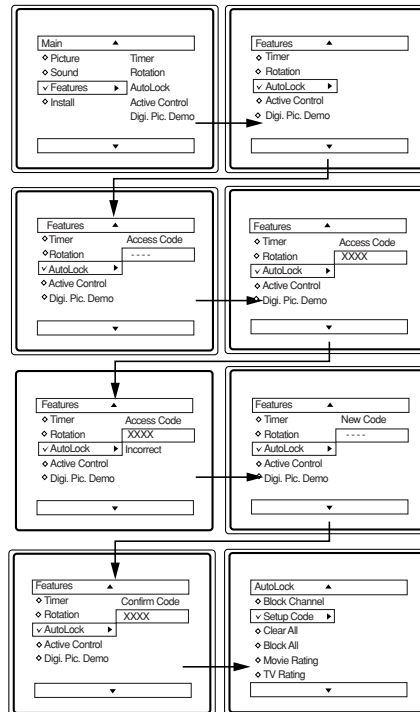 Main
Picture Timer
Sound Rotation
Features AutoLock
Install Active Control
Digi. Pic. Demo
Features
Timer
Rotation
AutoLock
Active Control
Digi. Pic. Demo
Features
Timer Access Code
Rotation - - - -
AutoLock
Active Control
Digi. Pic. Demo
Features
Timer Access Code
Rotation XXXX
AutoLock
Active Control
Digi. Pic. Demo
Features
Timer Access Code
Rotation XXXX
AutoLock Incorrect
Active Control
Digi. Pic. Demo
Features
Timer New Code
Rotation - - - -
AutoLock
Active Control
Digi. Pic. Demo
Features
Timer Confirm Code
Rotation XXXX
AutoLock
Active Control
Digi. Pic. Demo
AutoLock
Block Channel
Setup Code
Clear All
Block All
Movie Rating
TV Rating